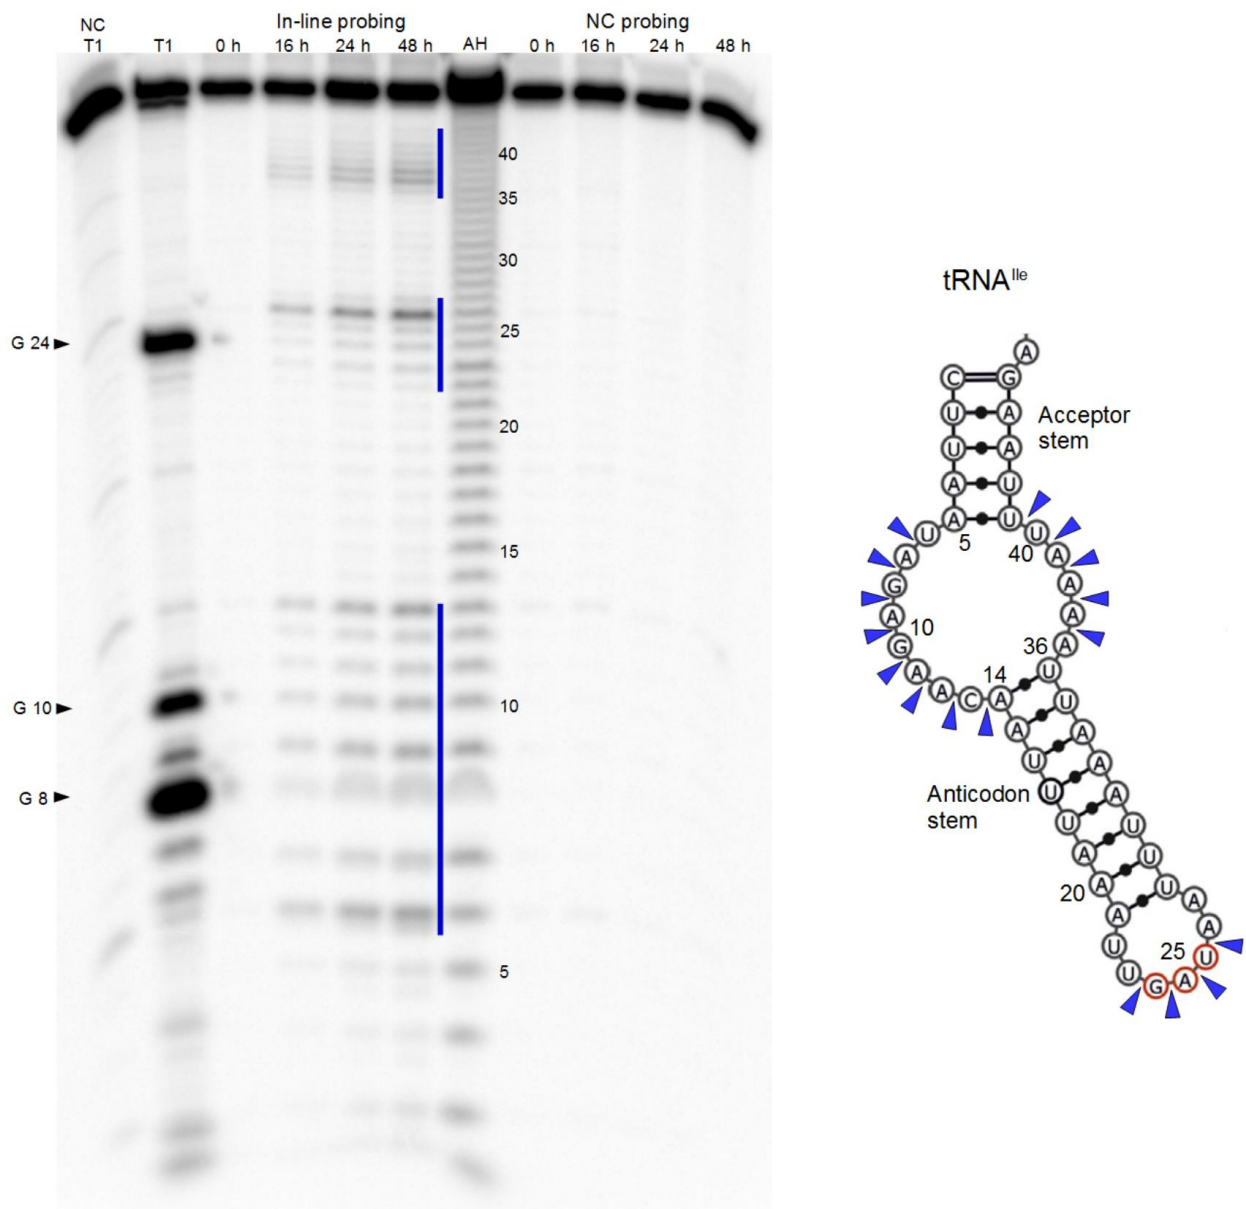 NC
T1
T1
0 h
In-line probing
16 h 24 h 48 h
AH
NC probing
0 h 16 h 24 h 48 h
40
35
30
25
20
15
10
5
G 24
G 10
G 8
tRNA^Ile
A
C G
U A
Acceptor
stem
U A
A U
A U
5
U U
40
A A
G A
A A
10
G A
36
A U
14
A C A U
A A
U A
Anticodon
stem
U A
U U
A U
A U
20
A A
A
U 25 U
U G A